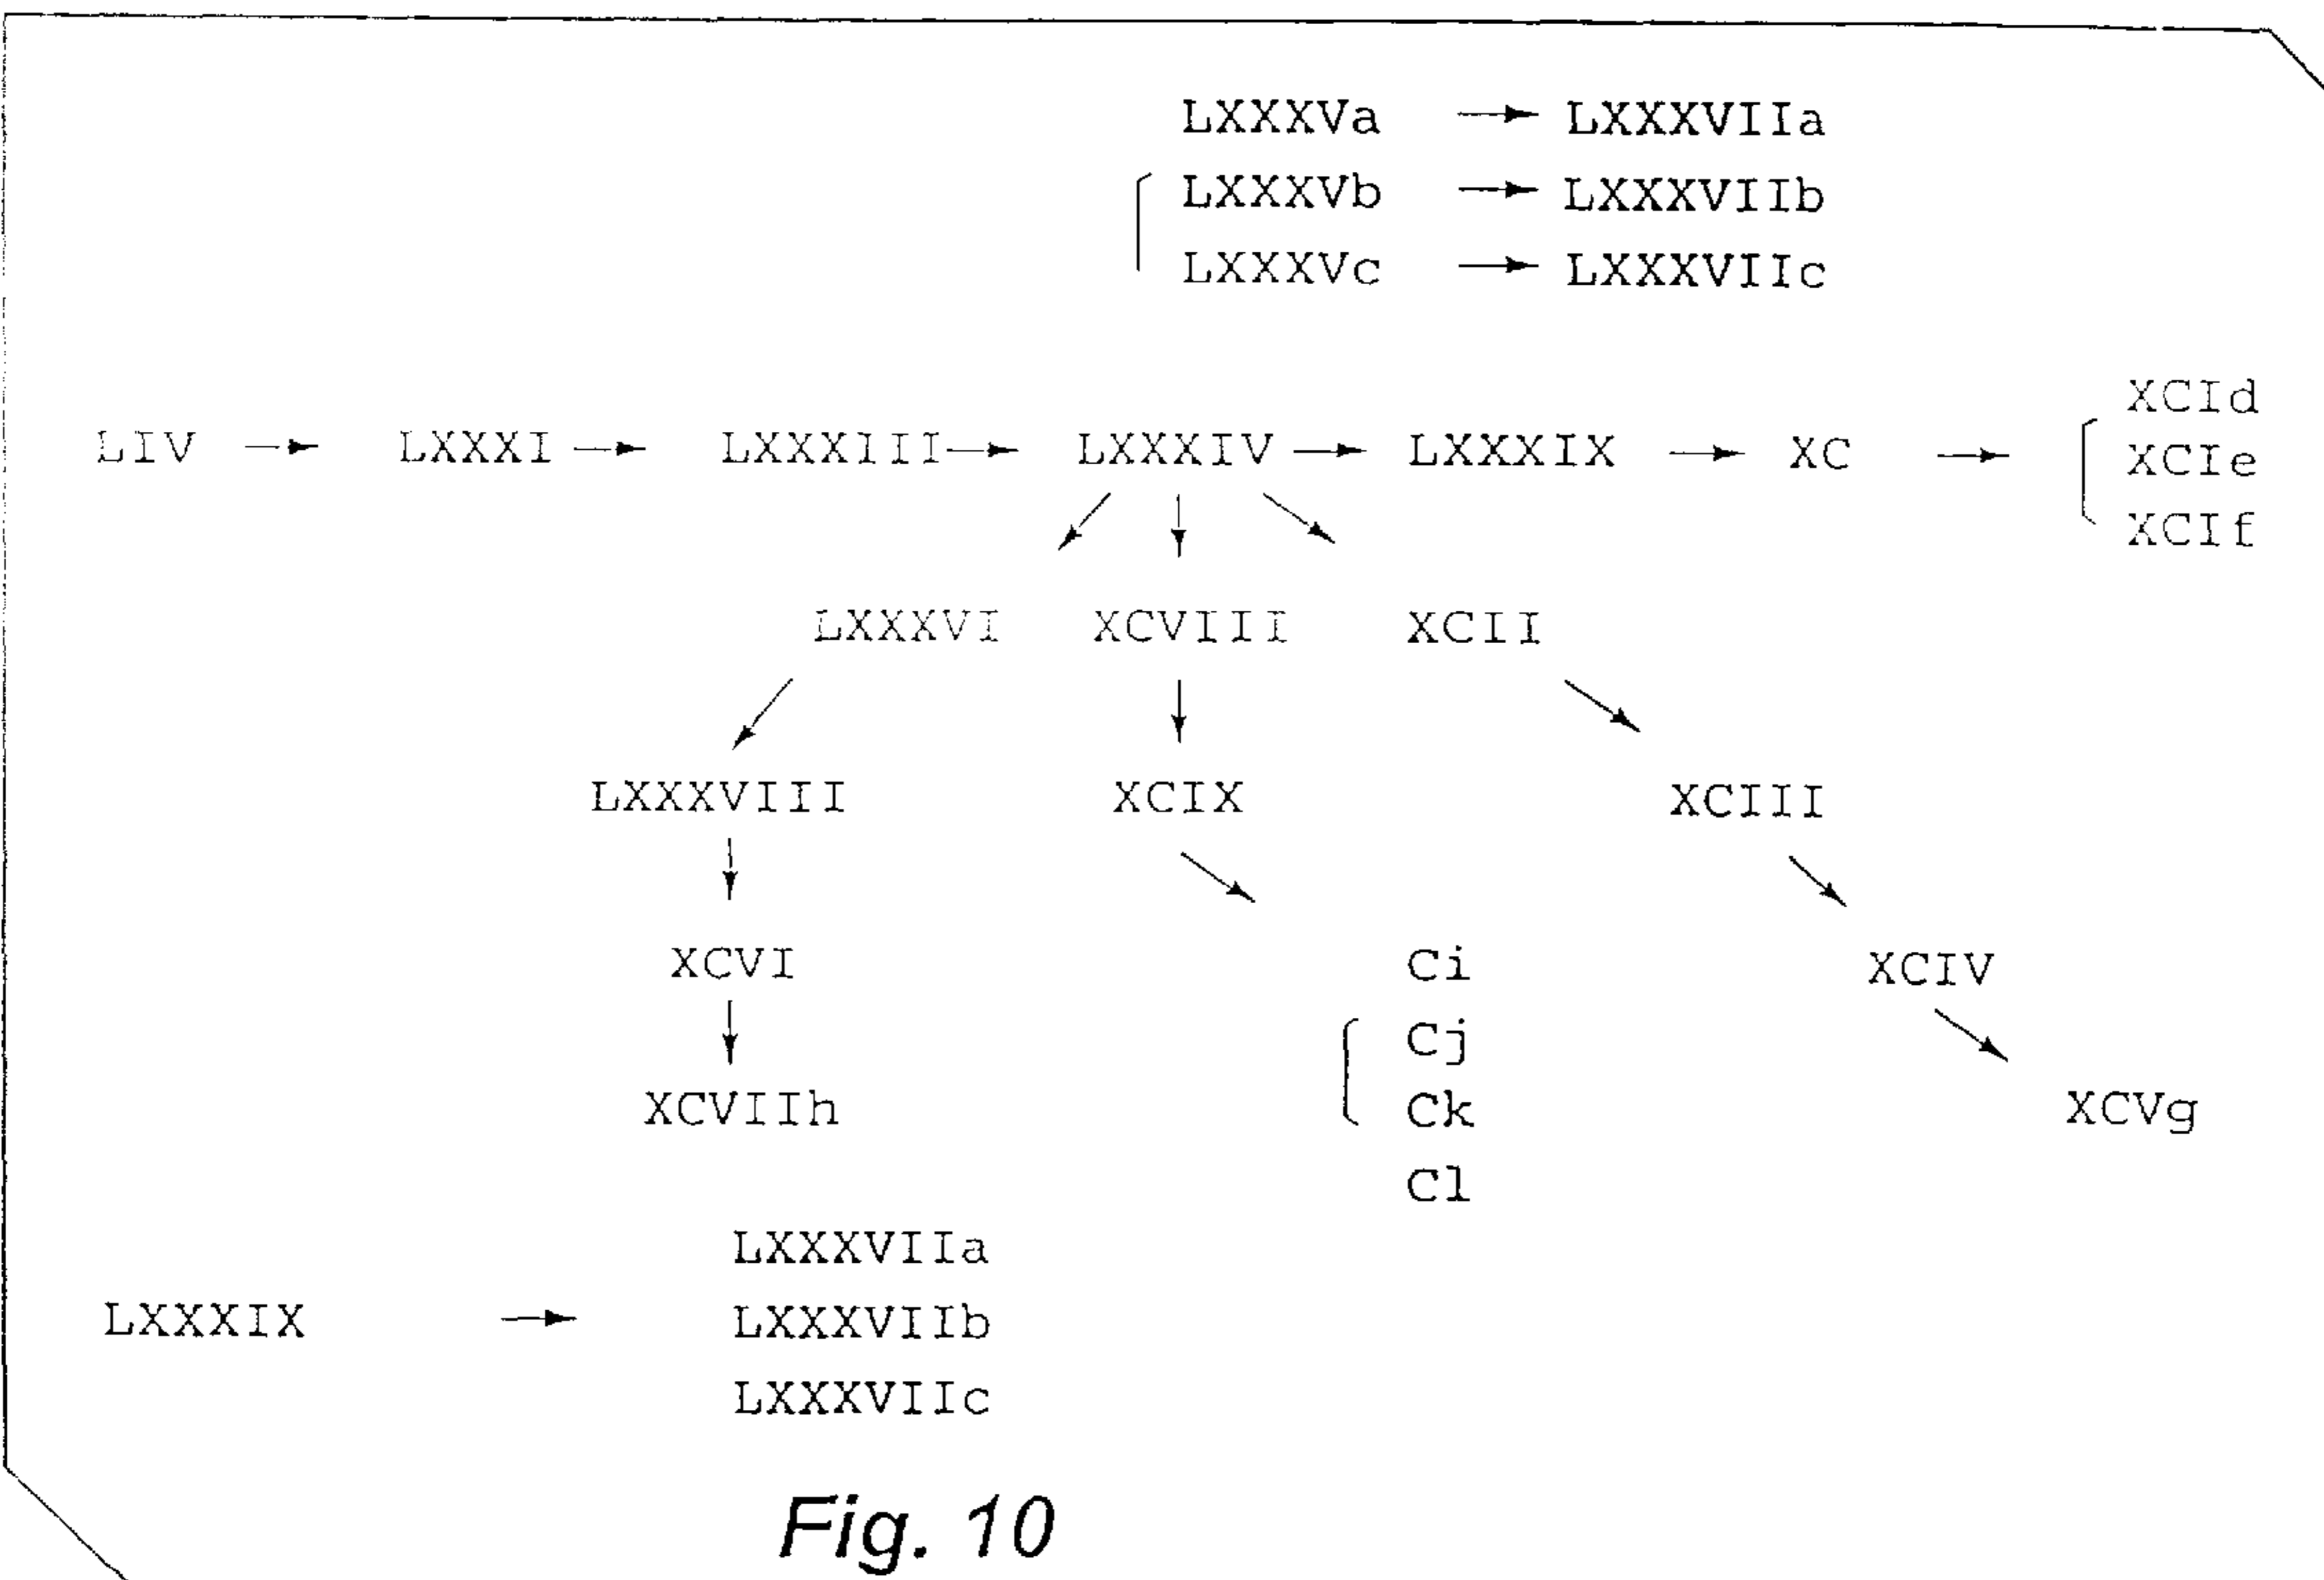 LXXXVa → LXXXVIIa
LXXXVb → LXXXVIIb
LXXXVc → LXXXVIIc
XCId
LIV → LXXXI → LXXXIII → LXXXIV → LXXXIX → XC → XCIe
XCIf
LXXXVI XCVIII XCII
LXXXVIII XCIX XCIII
XCVI Ci XCIV
Cj
XCVIIh Ck XCVg
Cl
LXXXVIIa
LXXXIX → LXXXVIIb
LXXXVIIc
Fig. 10